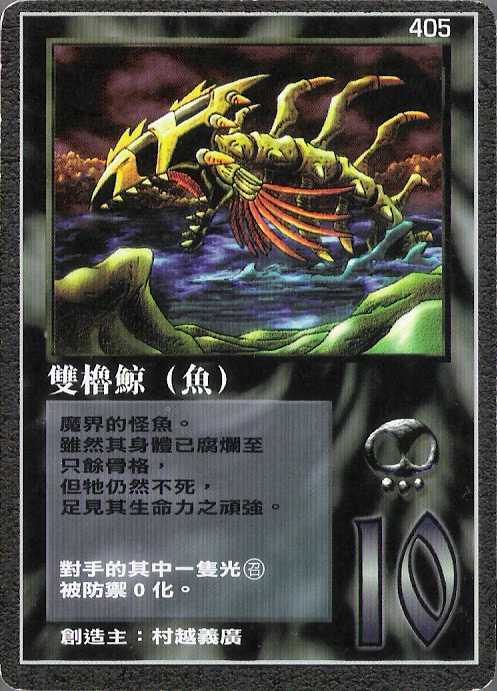 405
雙櫓鯨（魚）
魔界的怪魚。
雖然其身體已腐爛至
只餘骨格，
但牠仍然不死，
足見其生命力之頑強。
對手的其中一隻光㊁召
被防禦0化。
創造主：村越義廣
10